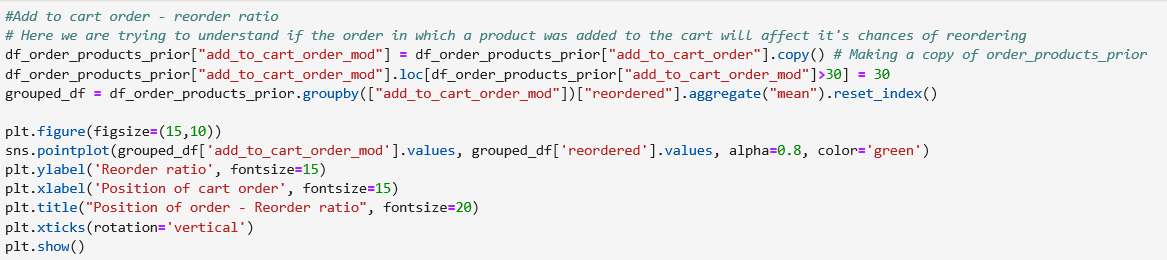 #Add to cart order - reorder ratio
# Here we are trying to understand if the order in which a product was added to the cart will affect it's chances of reordering
df_order_products_prior["add_to_cart_order_mod"] = df_order_products_prior["add_to_cart_order"].copy() # Making a copy of order_products_prior
df_order_products_prior["add_to_cart_order_mod"].loc[df_order_products_prior["add_to_cart_order_mod"]>30] = 30
grouped_df = df_order_products_prior.groupby(["add_to_cart_order_mod"])["reordered"].aggregate("mean").reset_index()

plt.figure(figsize=(15,10))
sns.pointplot(grouped_df['add_to_cart_order_mod'].values, grouped_df['reordered'].values, alpha=0.8, color='green')
plt.ylabel('Reorder ratio', fontsize=15)
plt.xlabel('Position of cart order', fontsize=15)
plt.title("Position of order - Reorder ratio", fontsize=20)
plt.xticks(rotation='vertical')
plt.show()